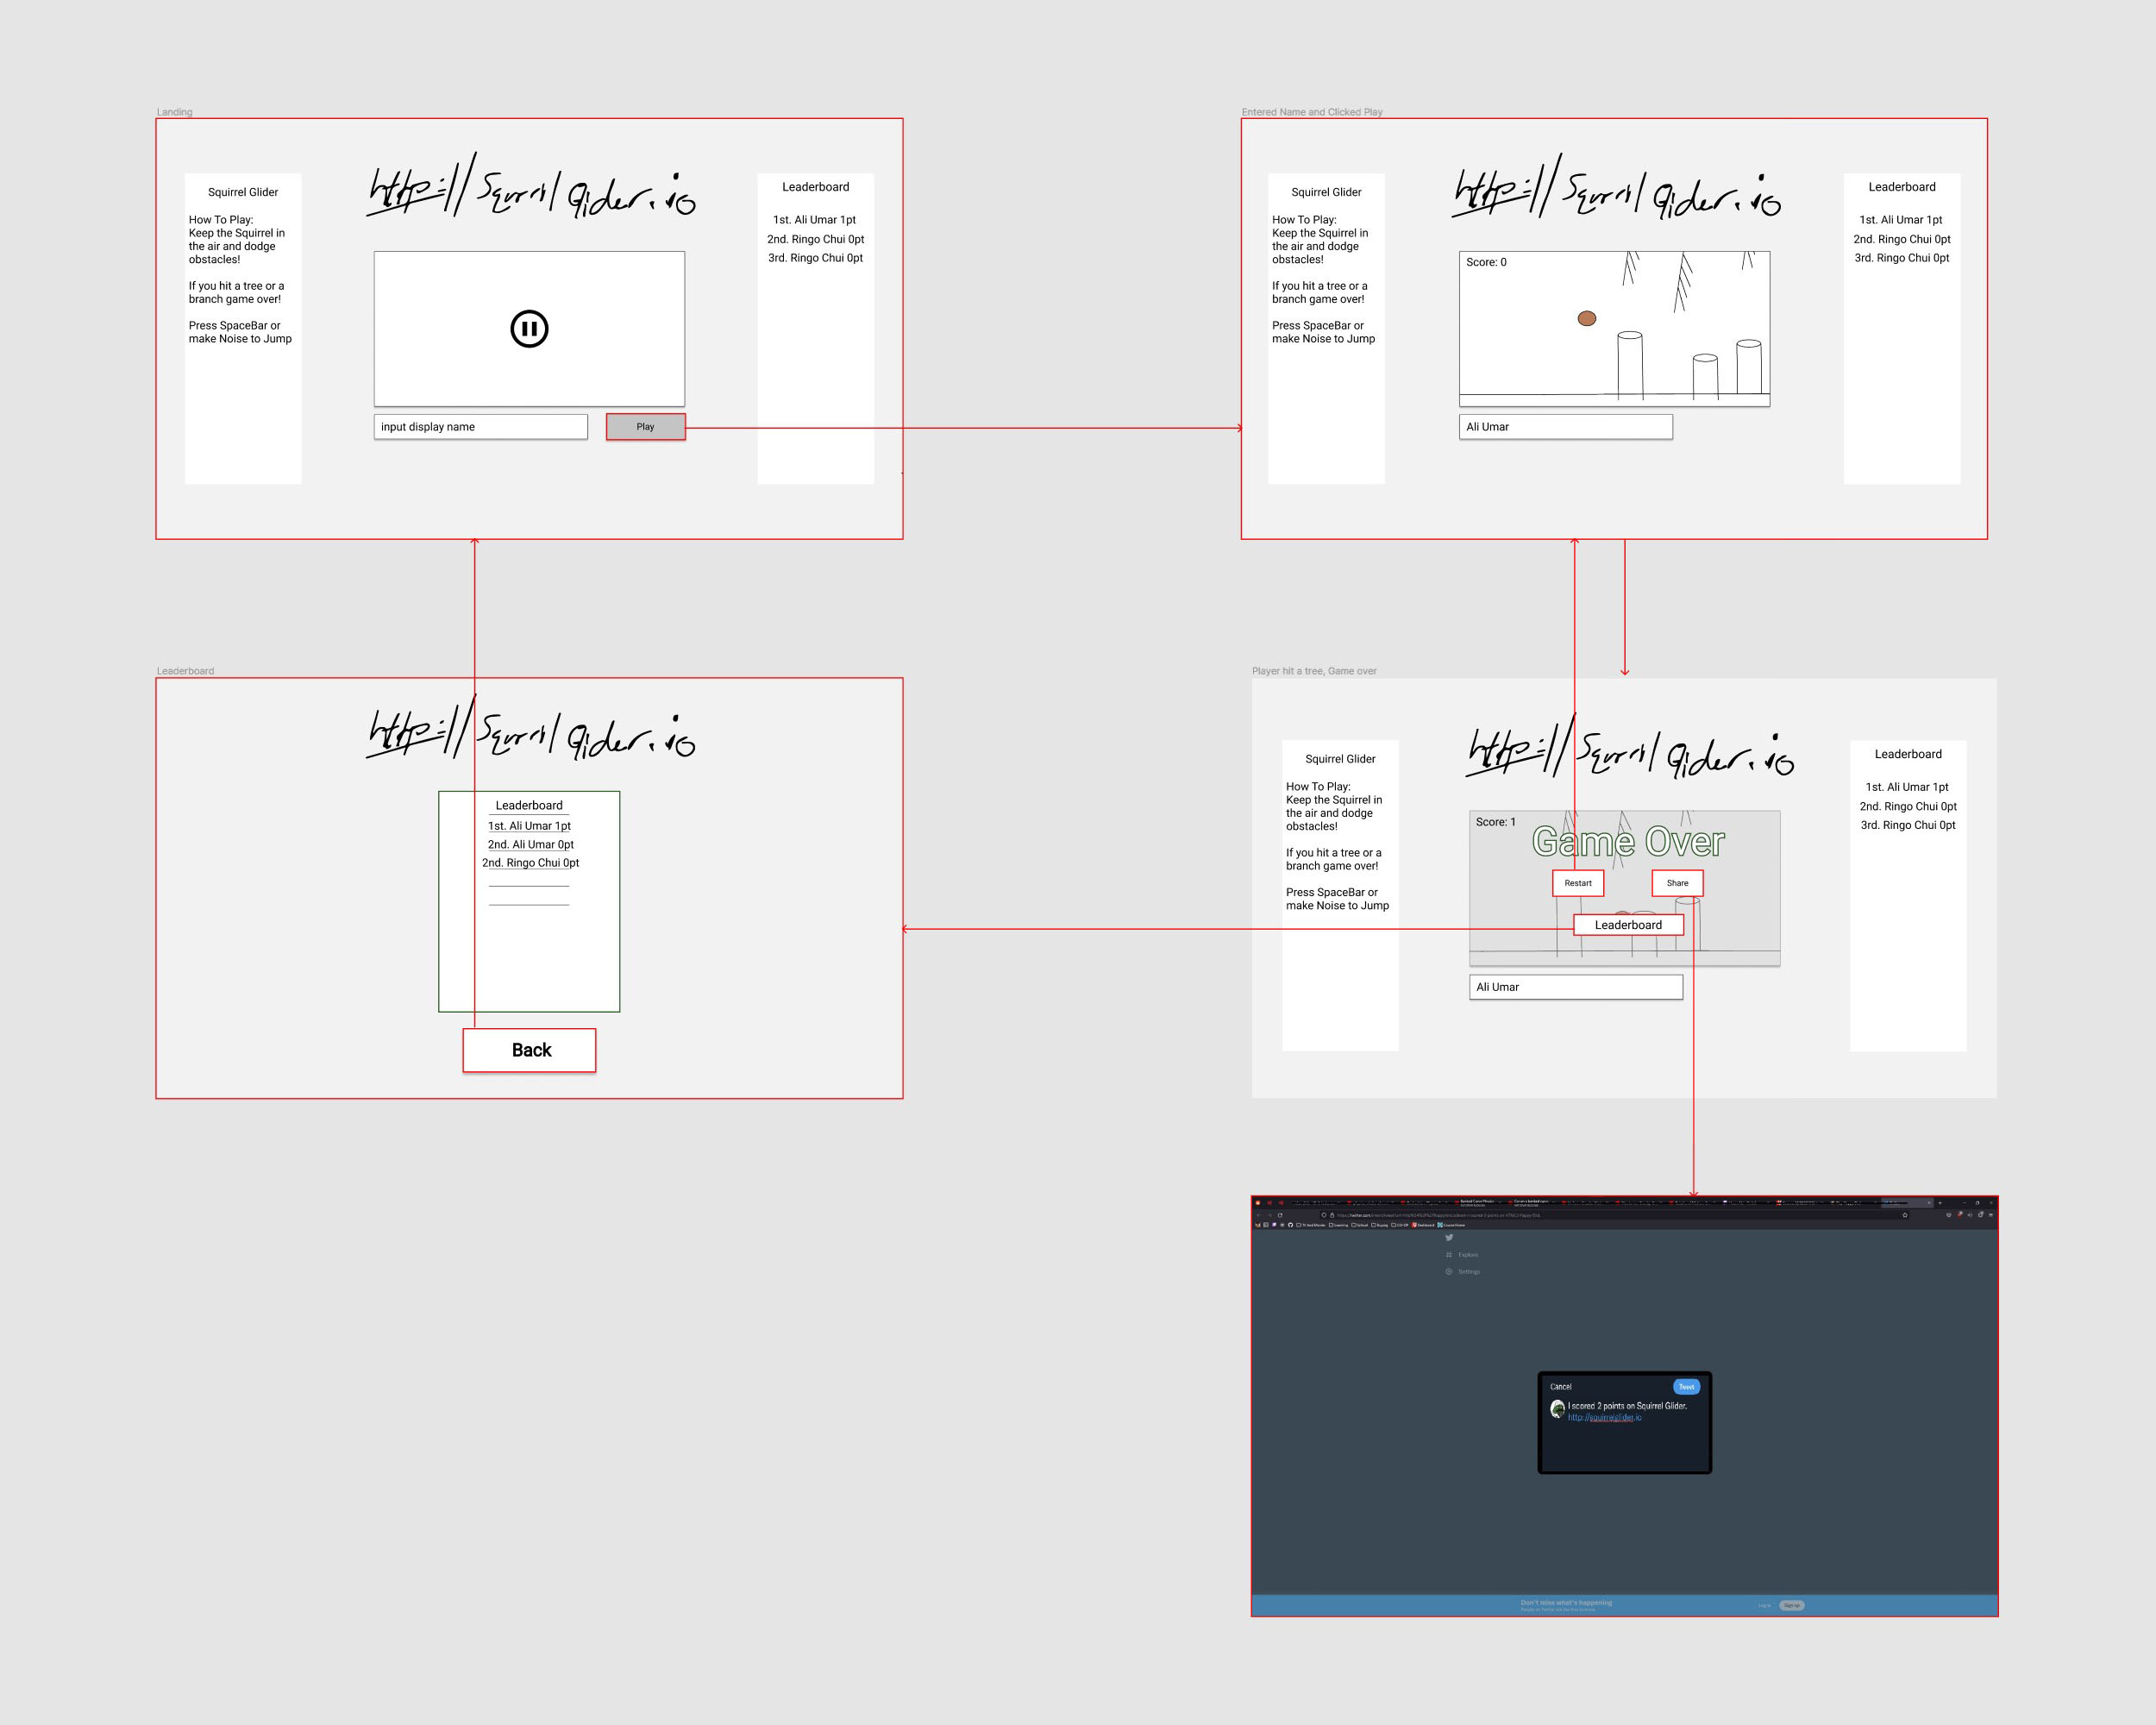 Landing
http://Squrrl Glider.io
Squirrel Glider
How To Play:
Keep the Squirrel in
the air and dodge
obstacles!
If you hit a tree or a
branch game over!
Press SpaceBar or
make Noise to Jump
input display name
Play
Leaderboard
1st. Ali Umar 1pt
2nd. Ringo Chui 0pt
3rd. Ringo Chui 0pt
Entered Name and Clicked Play
http://Squrrl Glider.io
Squirrel Glider
How To Play:
Keep the Squirrel in
the air and dodge
obstacles!
If you hit a tree or a
branch game over!
Press SpaceBar or
make Noise to Jump
Score: 0
Ali Umar
Leaderboard
1st. Ali Umar 1pt
2nd. Ringo Chui 0pt
3rd. Ringo Chui 0pt
Leaderboard
http://Squrrl Glider.io
Leaderboard
1st. Ali Umar 1pt
2nd. Ali Umar 0pt
2nd. Ringo Chui 0pt
Back
Player hit a tree, Game over
http://Squrrl Glider.io
Squirrel Glider
How To Play:
Keep the Squirrel in
the air and dodge
obstacles!
If you hit a tree or a
branch game over!
Press SpaceBar or
make Noise to Jump
Score: 1
Game Over
Restart
Share
Leaderboard
Ali Umar
Leaderboard
1st. Ali Umar 1pt
2nd. Ringo Chui 0pt
3rd. Ringo Chui 0pt
Explore
Settings
Cancel
Tweet
I scored 2 points on Squirrel Glider.
http://squirrelglider.io
Don't miss what's happening
Log in
Sign up